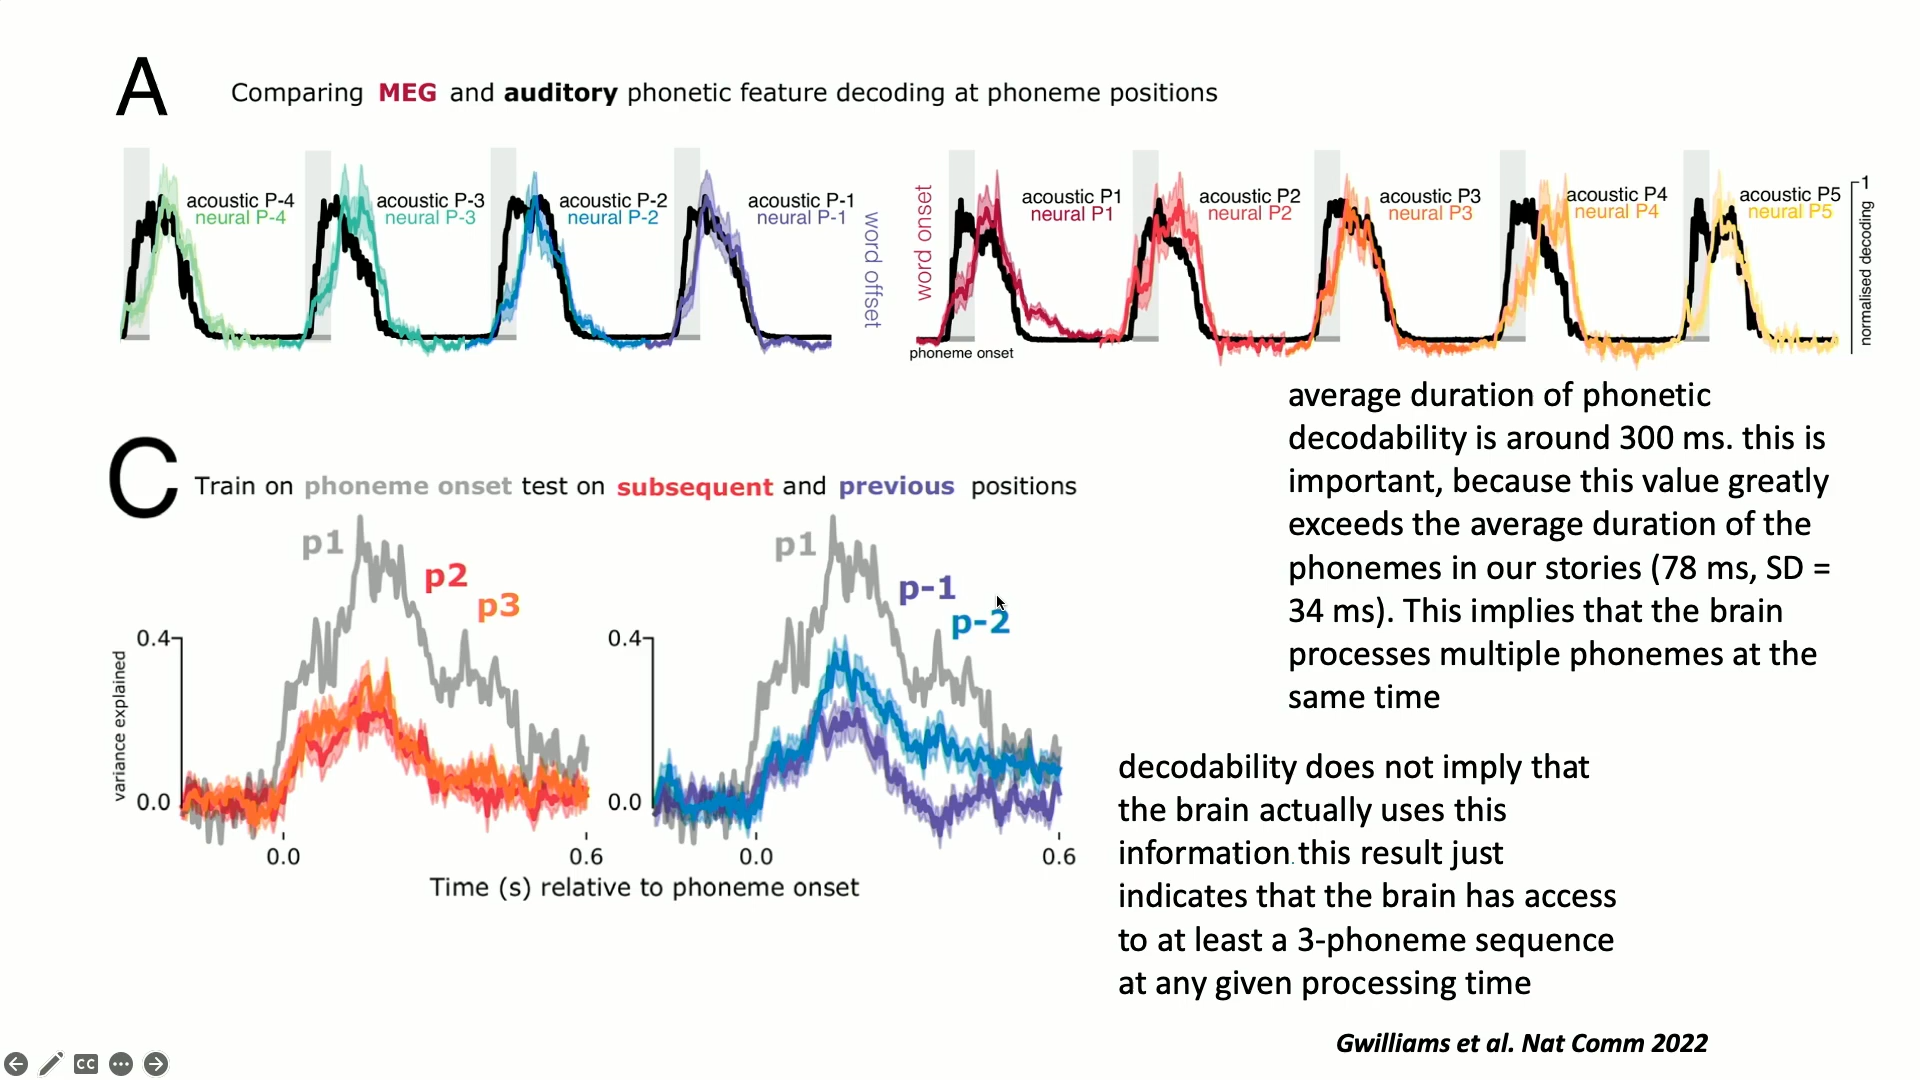 A
Comparing MEG and auditory phonetic feature decoding at phoneme positions
acoustic P-4
neural P-4
acoustic P-3
neural P-3
acoustic P-2
neural P-2
acoustic P-1
neural P-1
word offset
word onset
acoustic P1
neural P1
acoustic P2
neural P2
acoustic P3
neural P3
acoustic P4
neural P4
acoustic P5
neural P5
1
normalised decoding
phoneme onset
average duration of phonetic
decodability is around 300 ms. this is
important, because this value greatly
exceeds the average duration of the
phonemes in our stories (78 ms, SD =
34 ms). This implies that the brain
processes multiple phonemes at the
same time
C
Train on phoneme onset test on subsequent and previous positions
p1
p2
p3
0.4
0.0
variance explained
0.0
0.6
p1
p-1
p-2
0.4
0.0
0.0
0.6
Time (s) relative to phoneme onset
decodability does not imply that
the brain actually uses this
information.this result just
indicates that the brain has access
to at least a 3-phoneme sequence
at any given processing time
Gwilliams et al. Nat Comm 2022
CC